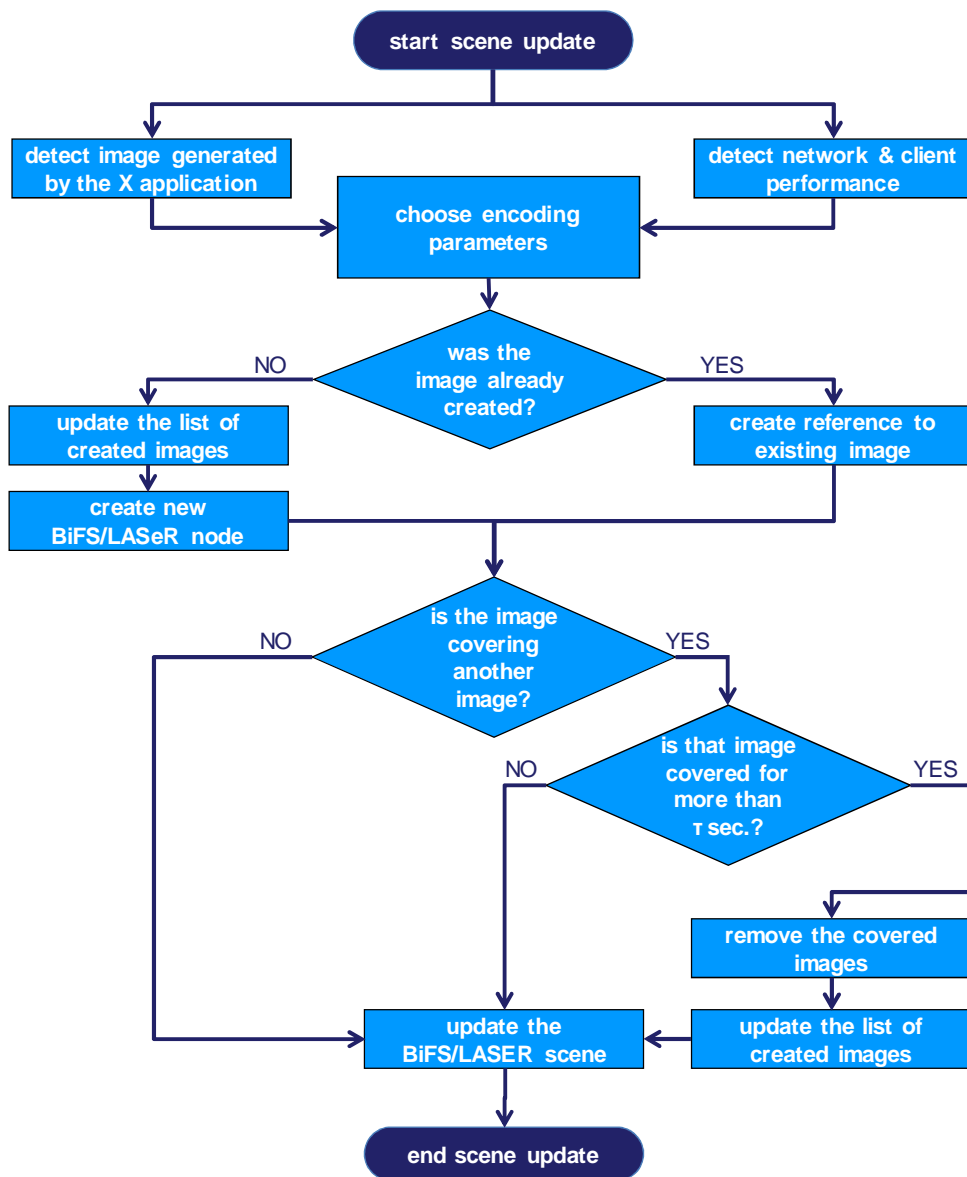 start scene update
detect image generated
by the X application
detect network & client
performance
choose encoding
parameters
was the
image already
created?
NO
YES
update the list of
created images
create reference to
existing image
create new
BiFS/LASeR node
is the image
covering
another
image?
NO
YES
is that image
covered for
more than
τ sec.?
NO
YES
remove the covered
images
update the
BiFS/LASER scene
update the list of
created images
end scene update